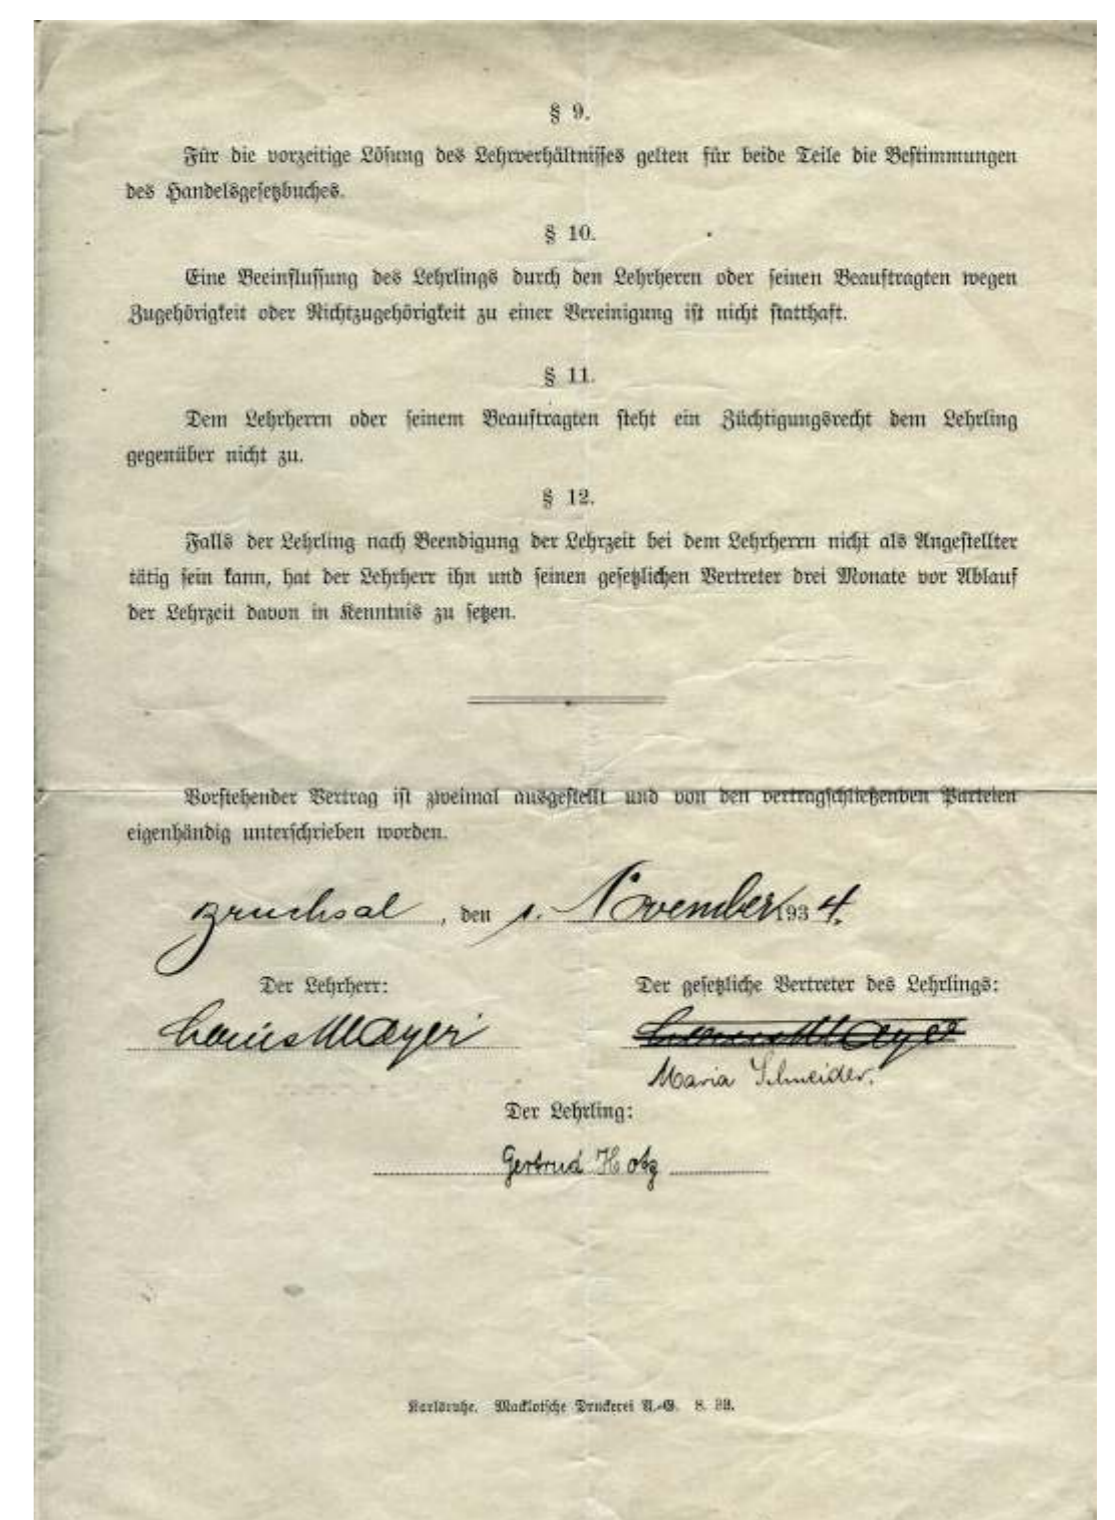 § 9.
Für die vorzeitige Lösung des Lehrverhältnisses gelten für beide Teile die Bestimmungen
des Handelsgesetzbuches.
§ 10.
Eine Beeinflussung des Lehrlings durch den Lehrherrn oder seinen Beauftragten wegen
Zugehörigkeit oder Nichtzugehörigkeit zu einer Vereinigung ist nicht statthaft.
§ 11.
Dem Lehrherrn oder seinem Beauftragten steht ein Züchtigungsrecht dem Lehrling
gegenüber nicht zu.
§ 12.
Falls der Lehrling nach Beendigung der Lehrzeit bei dem Lehrherrn nicht als Angestellter
tätig sein kann, hat der Lehrherr ihn und seinen gesetzlichen Vertreter drei Monate vor Ablauf
der Lehrzeit davon in Kenntnis zu setzen.
Vorstehender Vertrag ist zweimal ausgestellt und von den vertragschließenden Parteien
eigenhändig unterschrieben worden.
Bruchsal, den 1. November 1934.
Der Lehrherr: Der gesetzliche Vertreter des Lehrlings:
Louis Mayer Louis Mayer
Maria Schneider.
Der Lehrling:
Gertrud Hotz
Karlsruhe. Macklotsche Druckerei A.-G. 8.